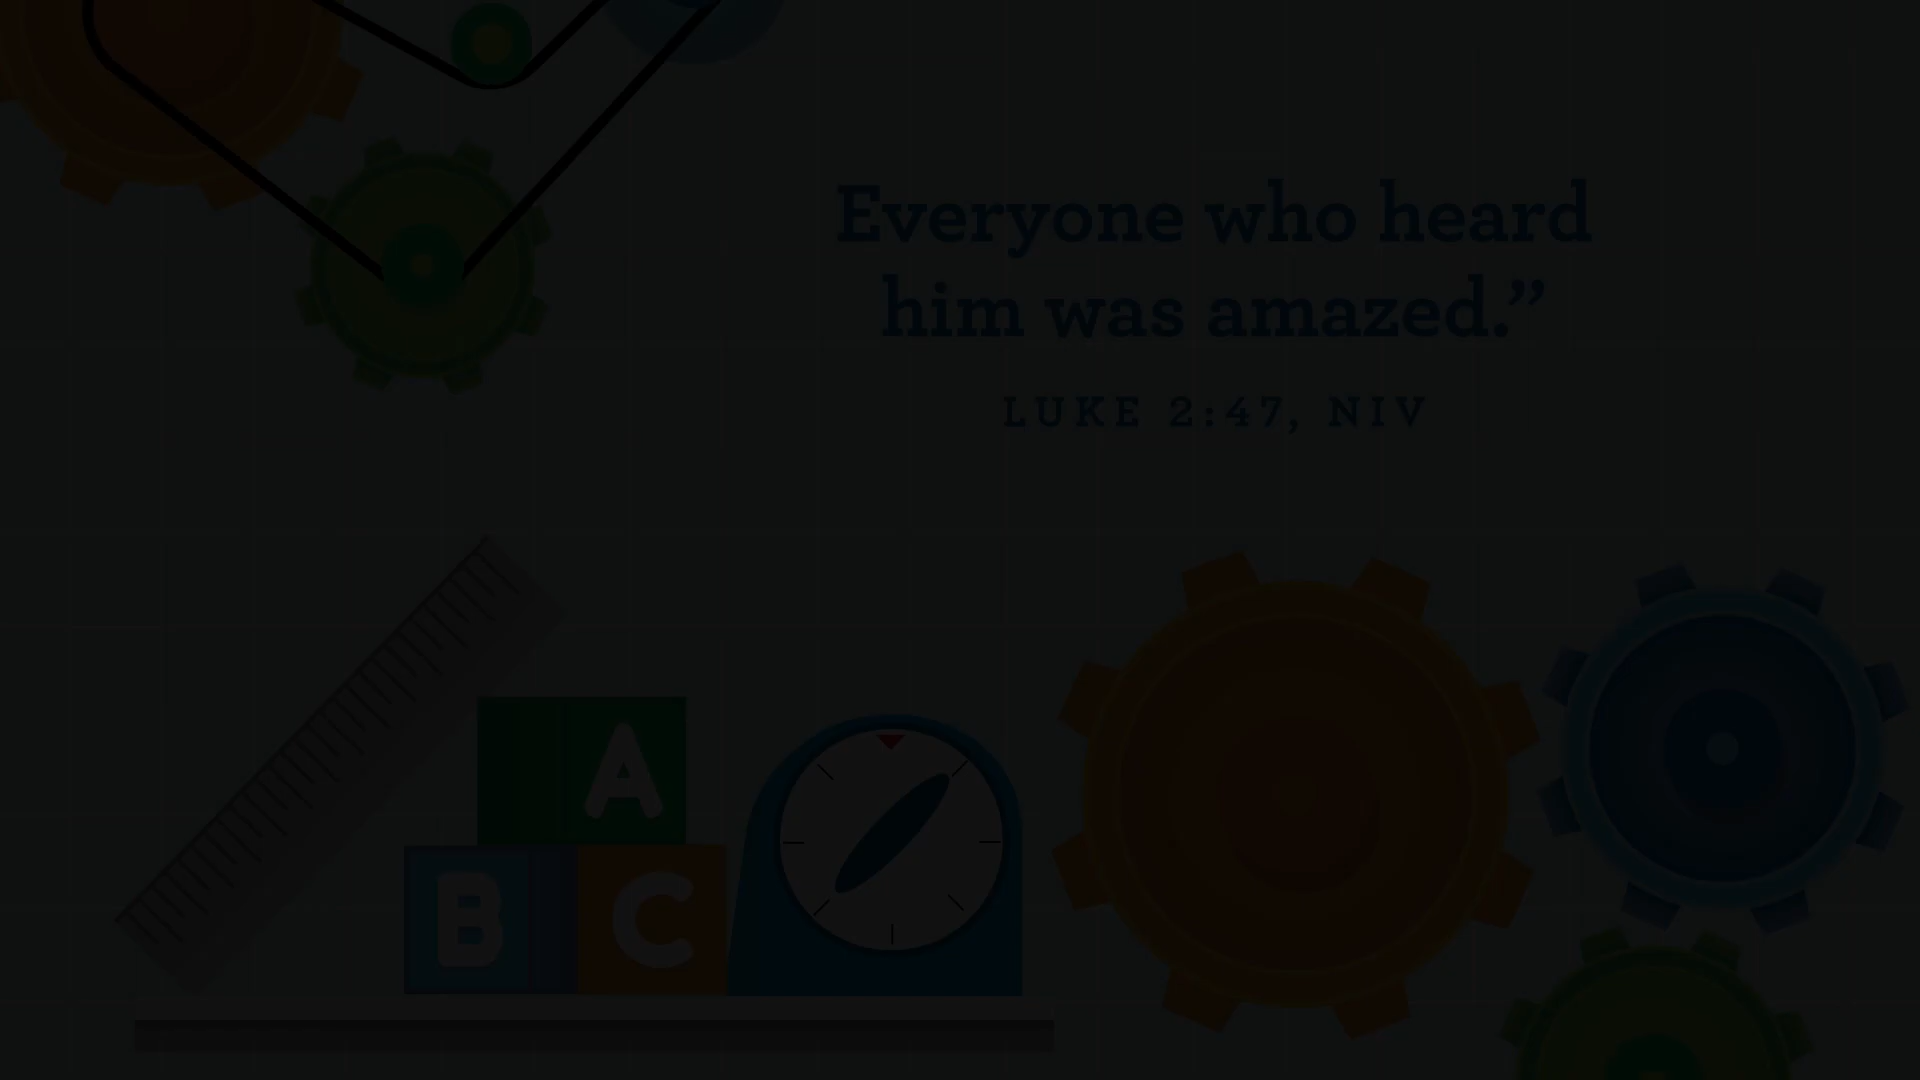 Everyone who heard
him was amazed.”
LUKE 2:47, NIV
A
B C